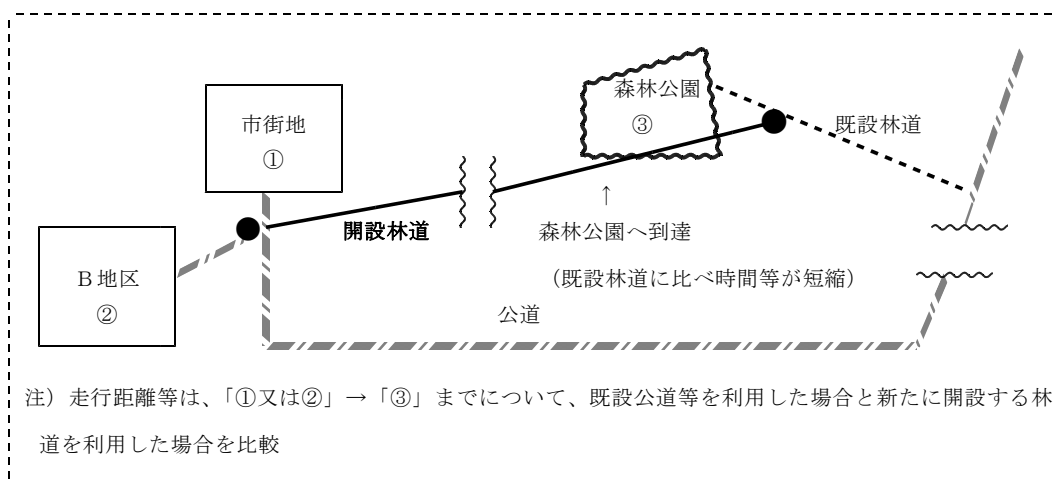 森林公園
③
市街地
①
既設林道
↑
開設林道
森林公園へ到達
Ｂ地区
②
（既設林道に比べ時間等が短縮）
公道
注）走行距離等は、「①又は②」→「③」までについて、既設公道等を利用した場合と新たに開設する林
道を利用した場合を比較